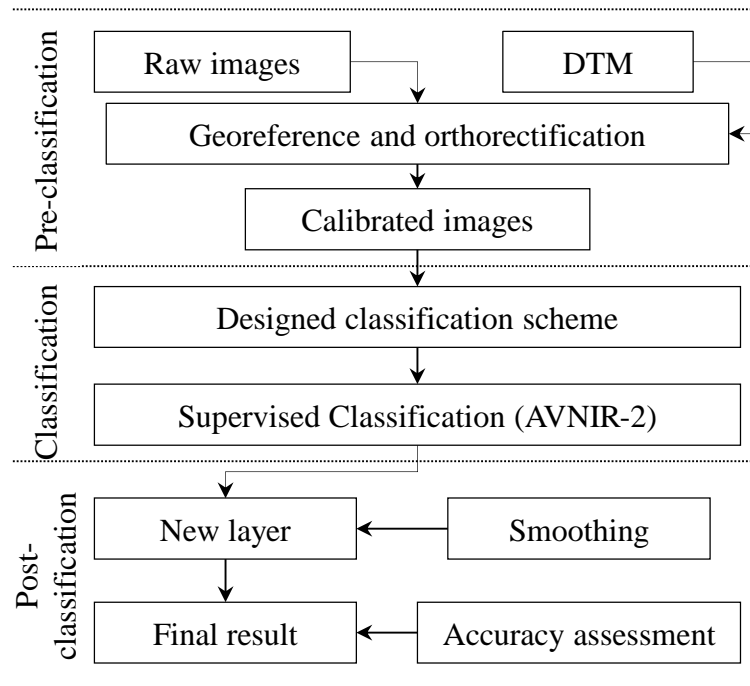 Pre-classification
Raw images
DTM
Georeference and orthorectification
Calibrated images
Classification
Designed classification scheme
Supervised Classification (AVNIR-2)
Post-
classification
New layer
Smoothing
Final result
Accuracy assessment